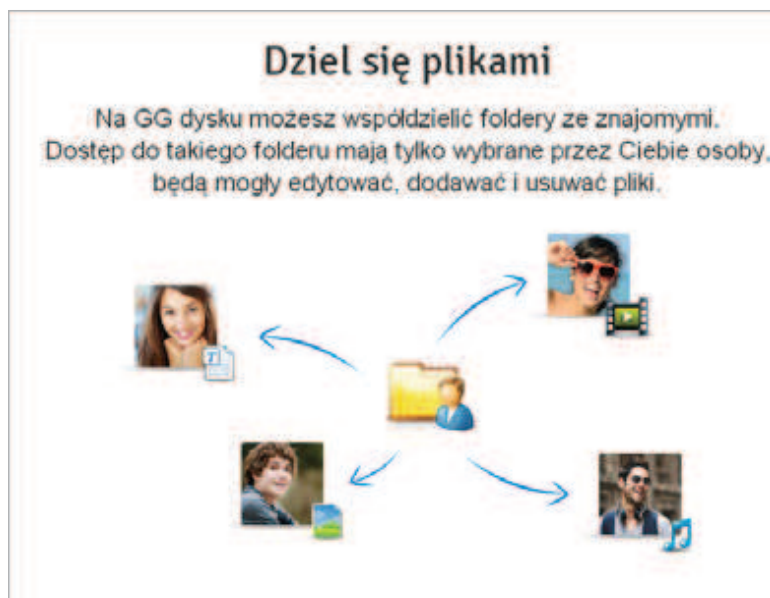 Dziel się plikami
Na GG dysku możesz współdzielić foldery ze znajomymi.
Dostęp do takiego folderu mają tylko wybrane przez Ciebie osoby,
będą mogły edytować, dodawać i usuwać pliki.
T